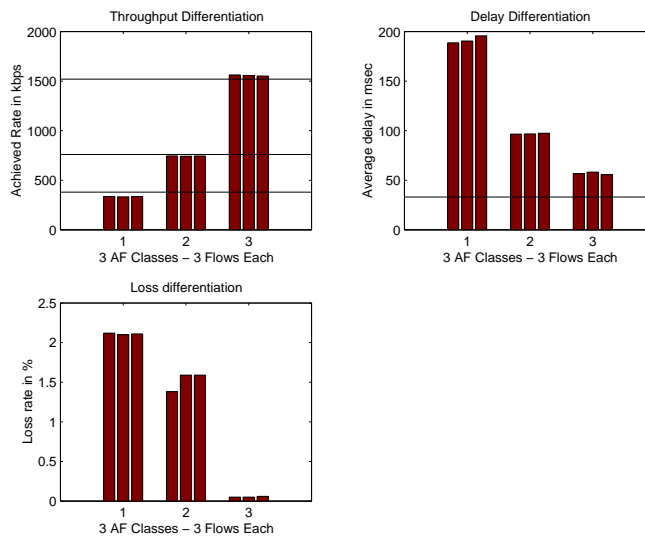 Throughput Differentiation
2000
1500
1000
500
0
Achieved Rate in kbps
1 2 3
3 AF Classes − 3 Flows Each
Delay Differentiation
200
150
100
50
0
Average delay in msec
1 2 3
3 AF Classes − 3 Flows Each
Loss differentiation
2.5
2
1.5
1
0.5
0
Loss rate in %
1 2 3
3 AF Classes − 3 Flows Each